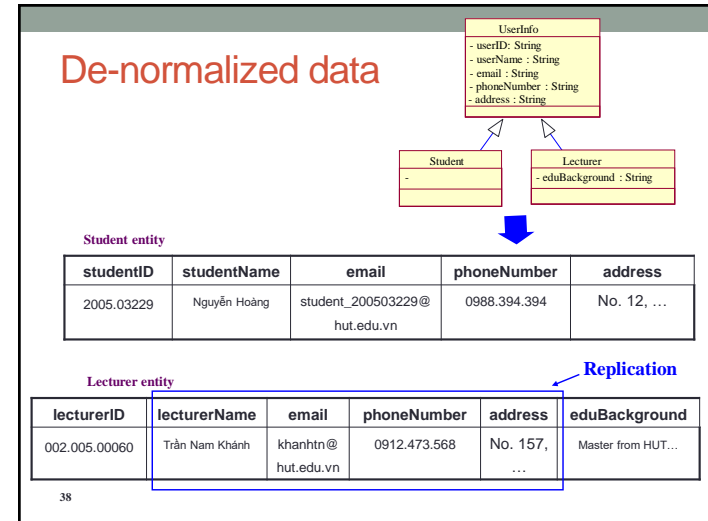 De-normalized data
UserInfo
- userID: String
- userName : String
- email : String
- phoneNumber : String
- address : String
Student
-
Lecturer
- eduBackground : String
Student entity
studentID studentName email phoneNumber address
2005.03229 Nguyễn Hoàng student_200503229@ 0988.394.394 No. 12, …
hut.edu.vn
Replication
Lecturer entity
lecturerID lecturerName email phoneNumber address eduBackground
002.005.00060 Trần Nam Khánh khanhtn@ 0912.473.568 No. 157, Master from HUT…
hut.edu.vn …
38